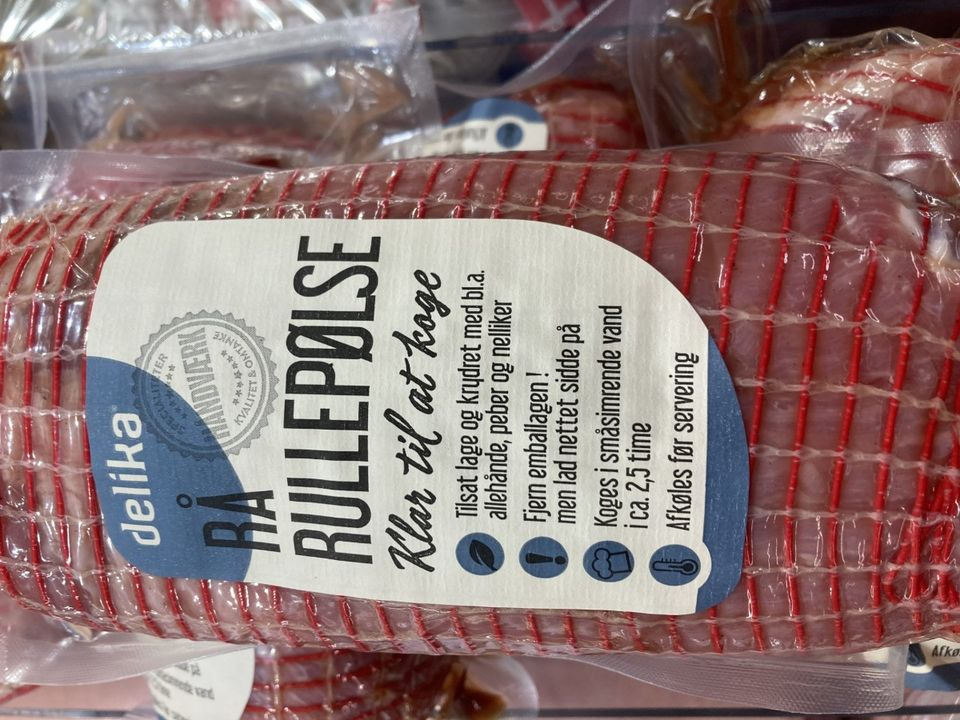 delika
HANDVÆRK
KVALITET & OMTANKE
RÅ
RULLEPØLSE
Klar til at koge
Tilsat lage og krydret med bl.a.
allehånde, peber og nelliker
Fjern emballagen!
men lad nettet sidde på
Koges i småsimrende vand
i ca. 2,5 time
Afkøles før servering